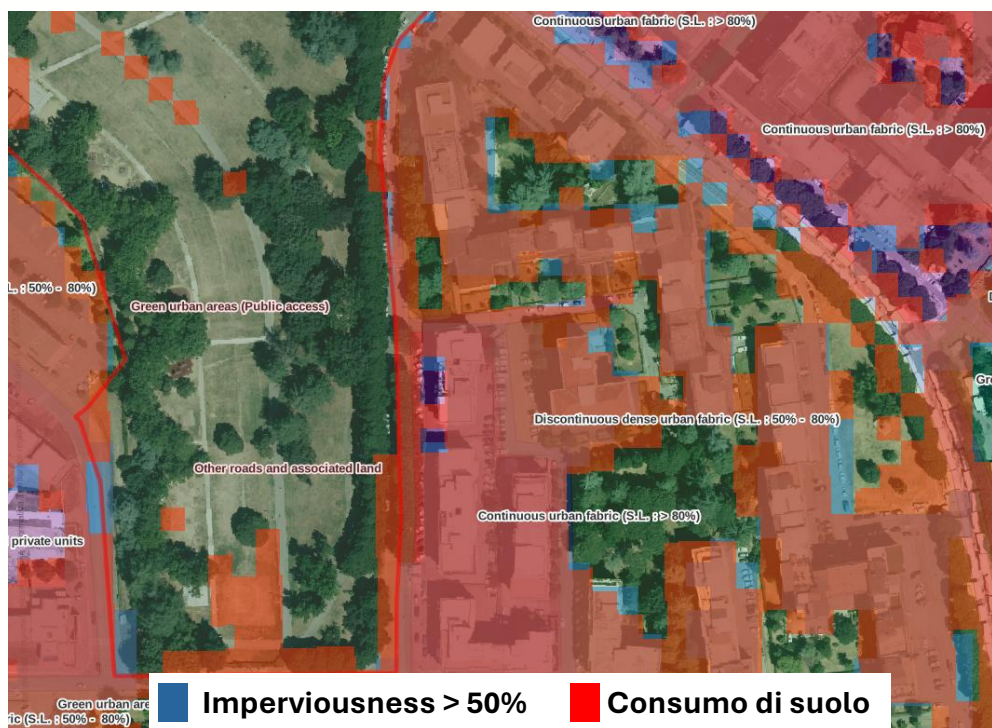 Continuous urban fabric (S.L. : > 80%)
Continuous urban fabric (S.L. : > 80%)
L. : 50% - 80%)
Green urban areas (Public access)
Gre
Discontinuous dense urban fabric (S.L. : 50% - 80%)
Other roads and associated land
Continuous urban fabric (S.L. : > 80%)
private units
Green urban are
ric (S.L. : 50% - 80%)
Imperviousness > 50%
Consumo di suolo